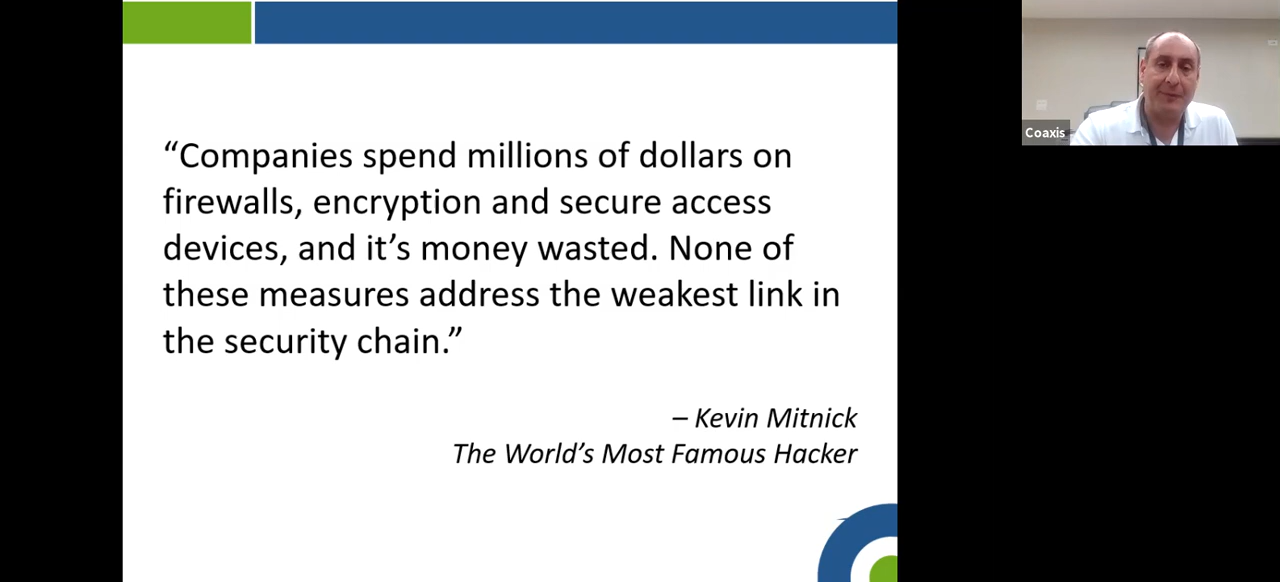 “Companies spend millions of dollars on
firewalls, encryption and secure access
devices, and it’s money wasted. None of
these measures address the weakest link in
the security chain.”
– Kevin Mitnick
The World’s Most Famous Hacker
Coaxis